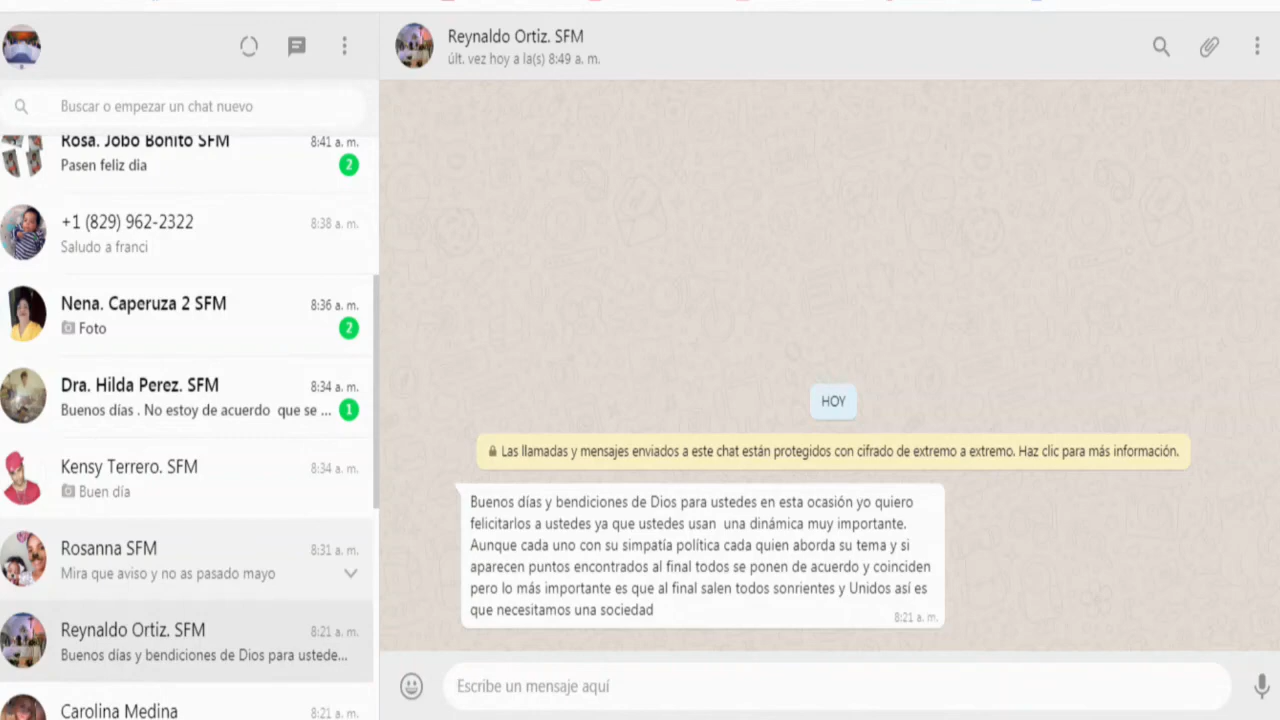 Reynaldo Ortiz. SFM
últ. vez hoy a la(s) 8:49 a. m.
Buscar o empezar un chat nuevo
Rosa. Jobo Bonito SFM
8:41 a. m.
Pasen feliz dia
2
+1 (829) 962-2322
8:38 a. m.
Saludo a franci
Nena. Caperuza 2 SFM
8:36 a. m.
Foto
2
Dra. Hilda Perez. SFM
8:34 a. m.
Buenos días . No estoy de acuerdo que se ...
1
Kensy Terrero. SFM
8:34 a. m.
Buen día
Rosanna SFM
8:31 a. m.
Mira que aviso y no as pasado mayo
Reynaldo Ortiz. SFM
8:21 a. m.
Buenos días y bendiciones de Dios para ustede...
Carolina Medina
8:21 a. m.
HOY
Las llamadas y mensajes enviados a este chat están protegidos con cifrado de extremo a extremo. Haz clic para más información.
Buenos días y bendiciones de Dios para ustedes en esta ocasión yo quiero
felicitarlos a ustedes ya que ustedes usan una dinámica muy importante.
Aunque cada uno con su simpatía política cada quien aborda su tema y si
aparecen puntos encontrados al final todos se ponen de acuerdo y coinciden
pero lo más importante es que al final salen todos sonrientes y Unidos así es
que necesitamos una sociedad
8:21 a. m.
Escribe un mensaje aquí